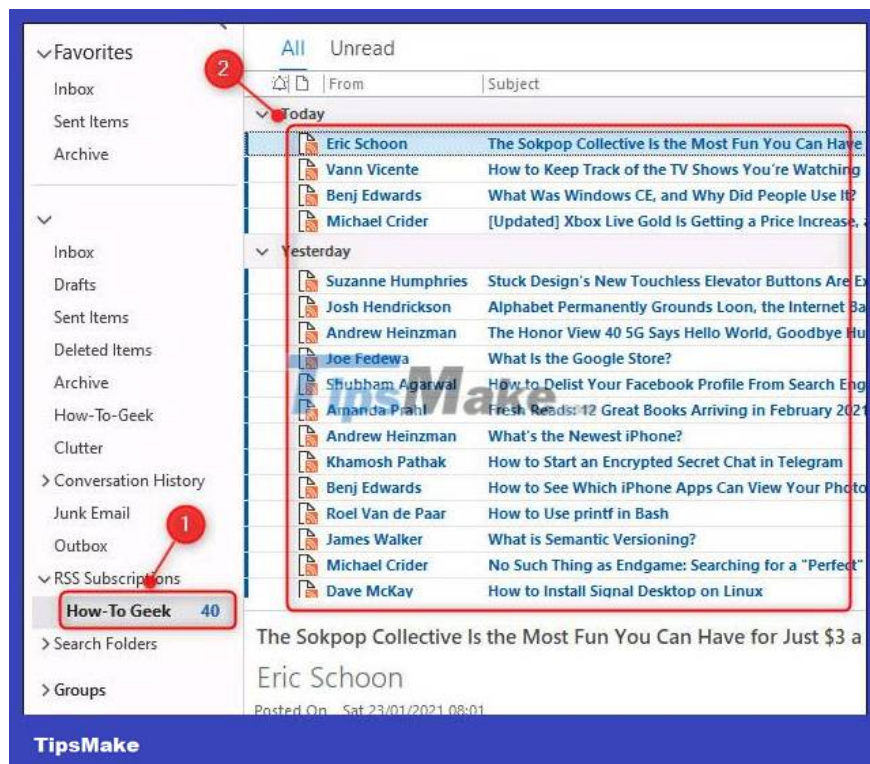 Favorites
Inbox
Sent Items
Archive
Inbox
Drafts
Sent Items
Deleted Items
Archive
How-To-Geek
Clutter
Conversation History
Junk Email
Outbox
RSS Subscriptions
How-To Geek 40
Search Folders
Groups
1
2
All Unread
From Subject
Today
Eric Schoon The Sokpop Collective Is the Most Fun You Can Have
Vann Vicente How to Keep Track of the TV Shows You're Watching
Benj Edwards What Was Windows CE, and Why Did People Use It?
Michael Crider [Updated] Xbox Live Gold Is Getting a Price Increase, a
Yesterday
Suzanne Humphries Stuck Design's New Touchless Elevator Buttons Are Ex
Josh Hendrickson Alphabet Permanently Grounds Loon, the Internet Ba
Andrew Heinzman The Honor View 40 5G Says Hello World, Goodbye Hu
Joe Fedewa What Is the Google Store?
Shubham Agarwal How to Delist Your Facebook Profile From Search Eng
Amanda Prahl Fresh Reads: 12 Great Books Arriving in February 2021
Andrew Heinzman What's the Newest iPhone?
Khamosh Pathak How to Start an Encrypted Secret Chat in Telegram
Benj Edwards How to See Which iPhone Apps Can View Your Photo
Roel Van de Paar How to Use printf in Bash
James Walker What is Semantic Versioning?
Michael Crider No Such Thing as Endgame: Searching for a "Perfect"
Dave McKay How to Install Signal Desktop on Linux
TipsMake
The Sokpop Collective Is the Most Fun You Can Have for Just $3 a
Eric Schoon
Posted On Sat 23/01/2021 08:01
TipsMake